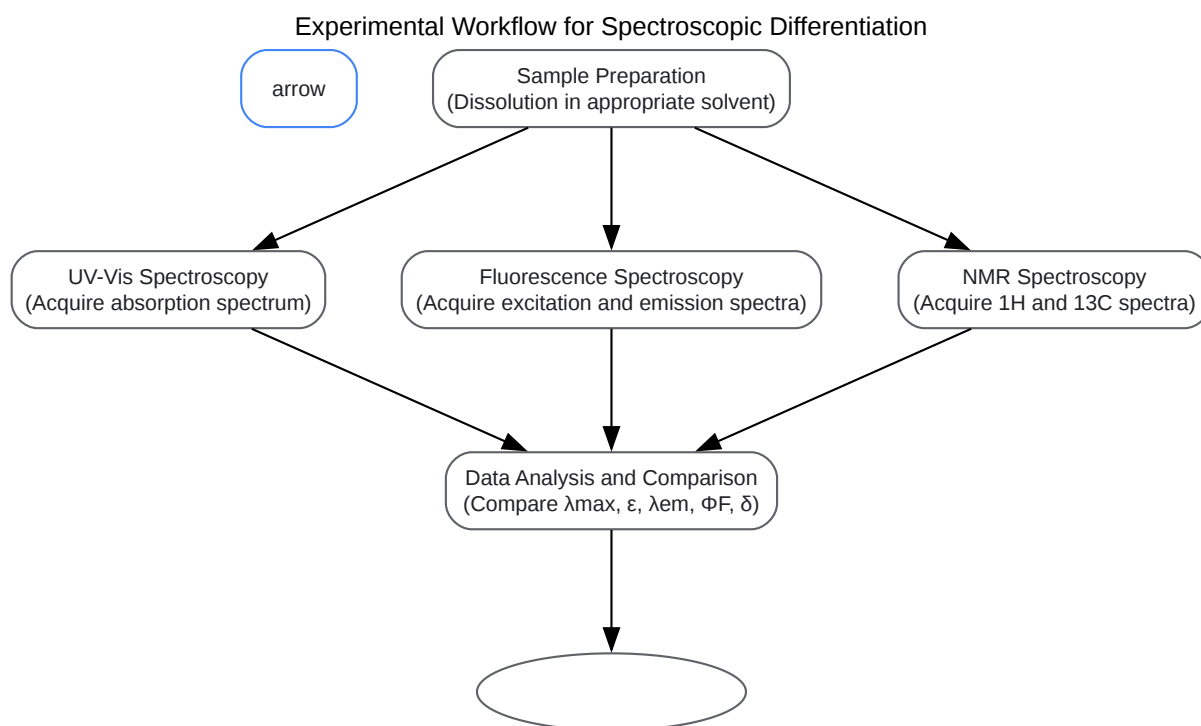 Experimental Workflow for Spectroscopic Differentiation
arrow
Sample Preparation
(Dissolution in appropriate solvent)
UV-Vis Spectroscopy
(Acquire absorption spectrum)
Fluorescence Spectroscopy
(Acquire excitation and emission spectra)
NMR Spectroscopy
(Acquire 1H and 13C spectra)
Data Analysis and Comparison
(Compare λmax, ε, λem, ΦF, δ)